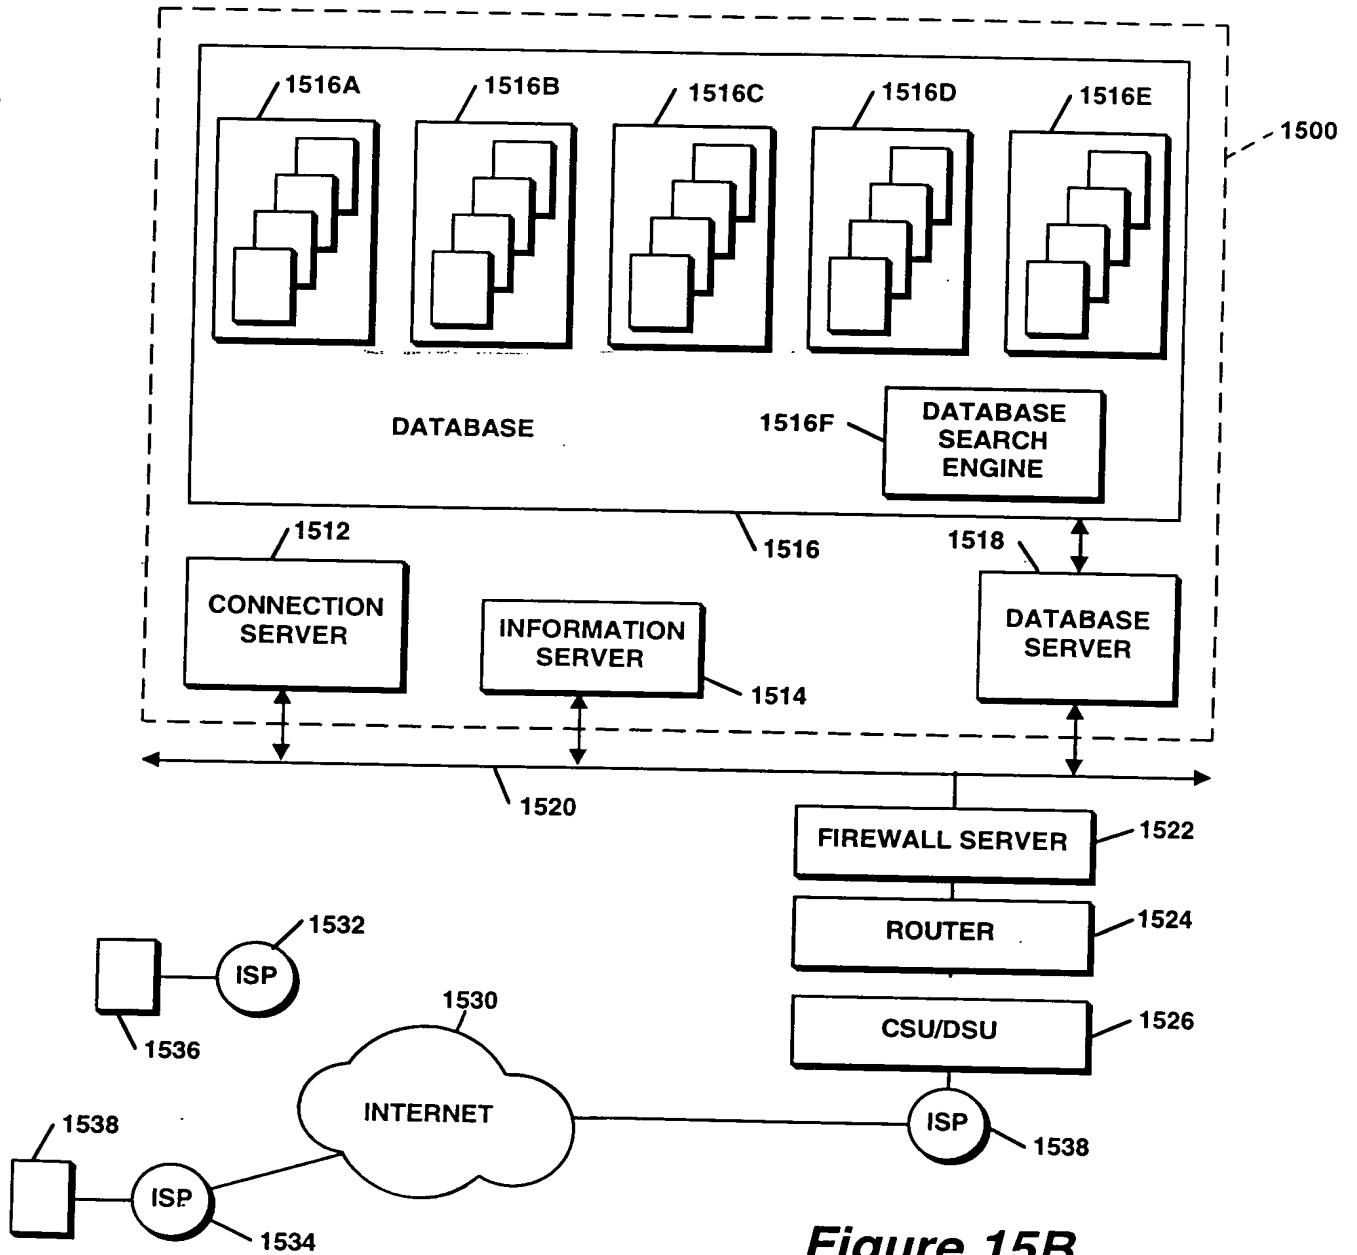 1516A
1516B
1516C
1516D
1516E
1500
DATABASE
1516F
DATABASE
SEARCH
ENGINE
1512
1516
1518
CONNECTION
SERVER
INFORMATION
SERVER
DATABASE
SERVER
1514
1520
FIREWALL SERVER
1522
1532
ROUTER
1524
ISP
1530
1536
CSU/DSU
1526
INTERNET
1538
ISP
1538
ISP
1534
Figure 15B